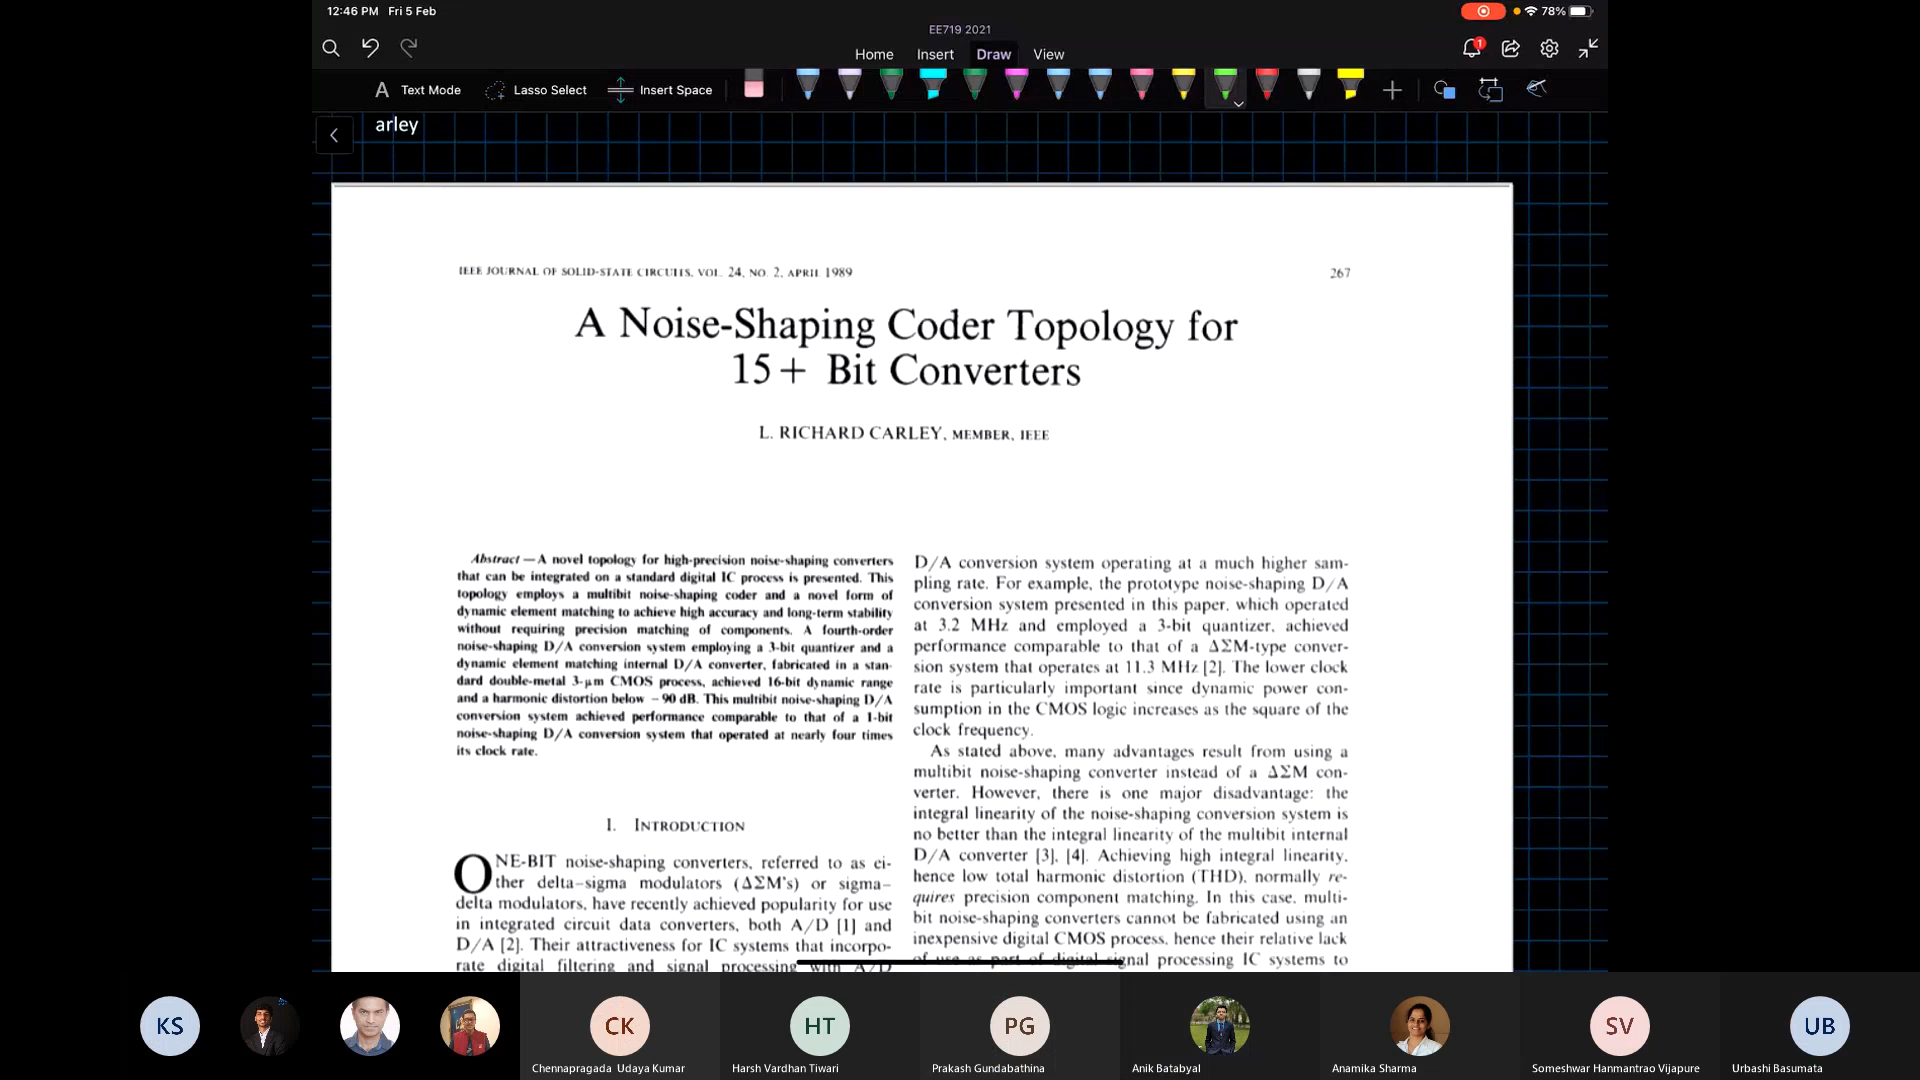 12:46 PM Fri 5 Feb
78%
EE719 2021
Home Insert Draw View
1
Text Mode Lasso Select Insert Space
arley
IEEE JOURNAL OF SOLID-STATE CIRCUITS, VOL. 24, NO. 2, APRIL 1989 267
A Noise-Shaping Coder Topology for
15+ Bit Converters
L. RICHARD CARLEY, MEMBER, IEEE
Abstract—A novel topology for high-precision noise-shaping converters
that can be integrated on a standard digital IC process is presented. This
topology employs a multibit noise-shaping coder and a novel form of
dynamic element matching to achieve high accuracy and long-term stability
without requiring precision matching of components. A fourth-order
noise-shaping D/A conversion system employing a 3-bit quantizer and a
dynamic element matching internal D/A converter, fabricated in a stan-
dard double-metal 3-μm CMOS process, achieved 16-bit dynamic range
and a harmonic distortion below −90 dB. This multibit noise-shaping D/A
conversion system achieved performance comparable to that of a 1-bit
noise-shaping D/A conversion system that operated at nearly four times
its clock rate.
I. INTRODUCTION
ONE-BIT noise-shaping converters, referred to as ei-
ther delta–sigma modulators (ΔΣM's) or sigma–
delta modulators, have recently achieved popularity for use
in integrated circuit data converters, both A/D [1] and
D/A [2]. Their attractiveness for IC systems that incorpo-
rate digital filtering and signal processing with A/D
D/A conversion system operating at a much higher sam-
pling rate. For example, the prototype noise-shaping D/A
conversion system presented in this paper, which operated
at 3.2 MHz and employed a 3-bit quantizer, achieved
performance comparable to that of a ΔΣM-type conver-
sion system that operates at 11.3 MHz [2]. The lower clock
rate is particularly important since dynamic power con-
sumption in the CMOS logic increases as the square of the
clock frequency.
As stated above, many advantages result from using a
multibit noise-shaping converter instead of a ΔΣM con-
verter. However, there is one major disadvantage: the
integral linearity of the noise-shaping conversion system is
no better than the integral linearity of the multibit internal
D/A converter [3], [4]. Achieving high integral linearity,
hence low total harmonic distortion (THD), normally re-
quires precision component matching. In this case, multi-
bit noise-shaping converters cannot be fabricated using an
inexpensive digital CMOS process, hence their relative lack
of use as part of digital signal processing IC systems to
KS CK HT PG SV UB
Chennapragada Udaya Kumar Harsh Vardhan Tiwari Prakash Gundabathina Anik Batabyal Anamika Sharma Someshwar Hanmantrao Vijapure Urbashi Basumata